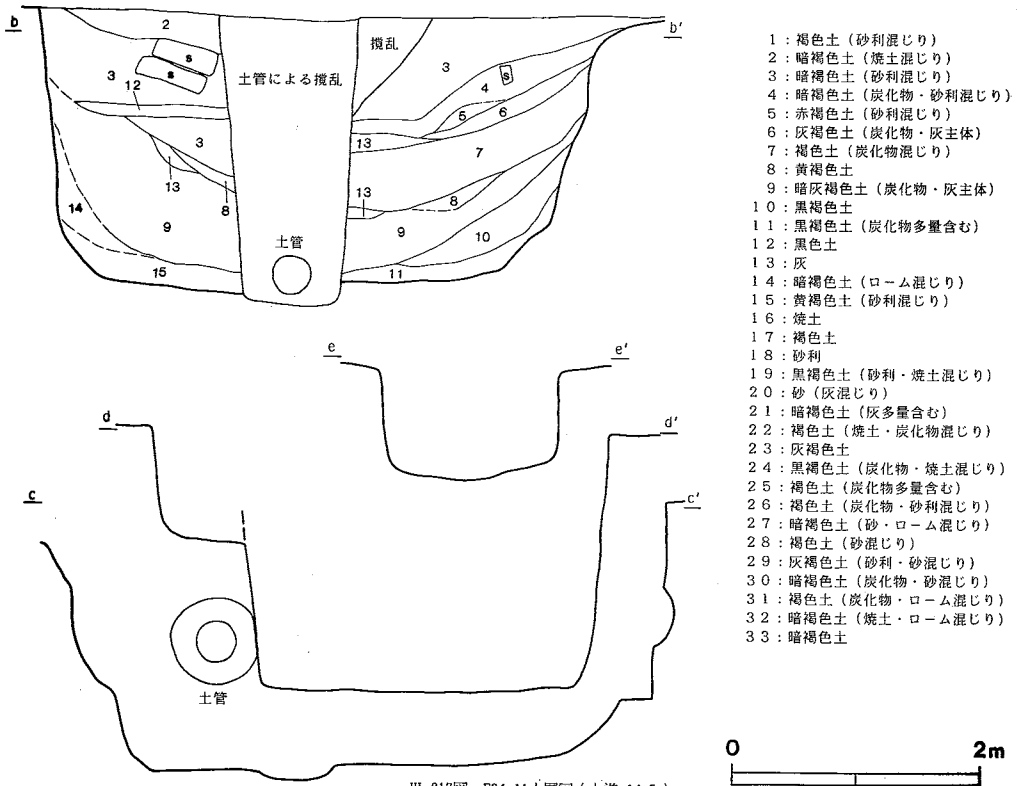 b
b'
2
撹乱
s
s
3
土管による撹乱
3
4
s
12
5
6
3
13
7
13
8
13
8
14
9
9
10
土管
15
11
1：褐色土（砂利混じり）
2：暗褐色土（焼土混じり）
3：暗褐色土（砂利混じり）
4：暗褐色土（炭化物・砂利混じり）
5：赤褐色土（砂利混じり）
6：灰褐色土（炭化物・灰主体）
7：褐色土（炭化物混じり）
8：黄褐色土
9：暗灰褐色土（炭化物・灰主体）
10：黒褐色土
11：黒褐色土（炭化物多量含む）
12：黒色土
13：灰
14：暗褐色土（ローム混じり）
15：黄褐色土（砂利混じり）
16：焼土
17：褐色土
18：砂利
19：黒褐色土（砂利・焼土混じり）
20：砂（灰混じり）
21：暗褐色土（灰多量含む）
22：褐色土（焼土・炭化物混じり）
23：灰褐色土
24：黒褐色土（炭化物・焼土混じり）
25：褐色土（炭化物多量含む）
26：褐色土（炭化物・砂利混じり）
27：暗褐色土（砂・ローム混じり）
28：褐色土（砂混じり）
29：灰褐色土（砂利・砂混じり）
30：暗褐色土（炭化物・砂混じり）
31：褐色土（炭化物・ローム混じり）
32：暗褐色土（焼土・ローム混じり）
33：暗褐色土
e
e'
d
d'
c
c'
土管
0
2m